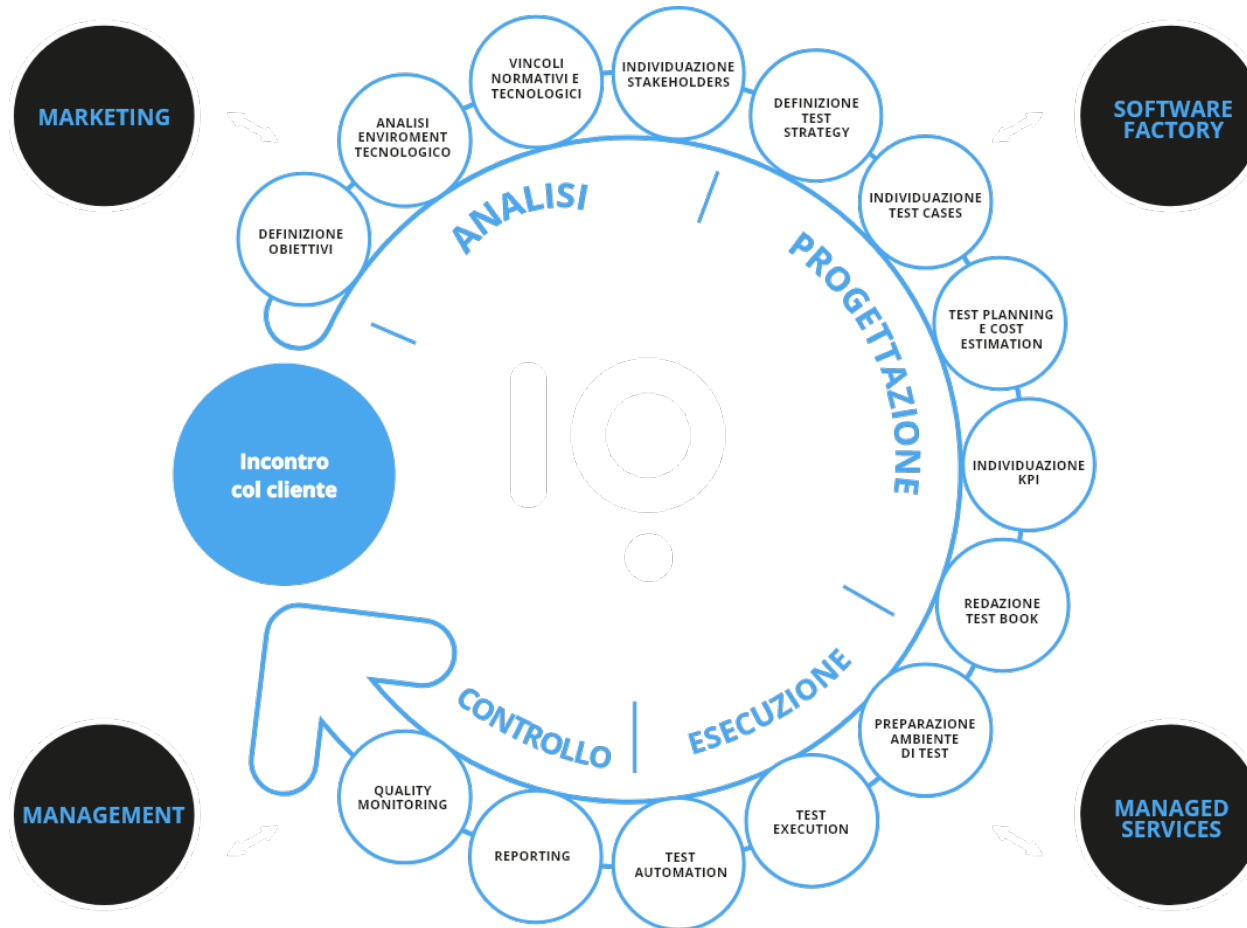 MARKETING
SOFTWARE
FACTORY
DEFINIZIONE
OBIETTIVI
ANALISI
ENVIROMENT
TECNOLOGICO
VINCOLI
NORMATIVI E
TECNOLOGICI
INDIVIDUAZIONE
STAKEHOLDERS
DEFINIZIONE
TEST
STRATEGY
INDIVIDUAZIONE
TEST CASES
TEST PLANNING
E COST
ESTIMATION
INDIVIDUAZIONE
KPI
REDAZIONE
TEST BOOK
PREPARAZIONE
AMBIENTE
DI TEST
TEST
EXECUTION
TEST
AUTOMATION
REPORTING
QUALITY
MONITORING
ANALISI
PROGETTAZIONE
ESECUZIONE
CONTROLLO
Incontro
col cliente
MANAGEMENT
MANAGED
SERVICES